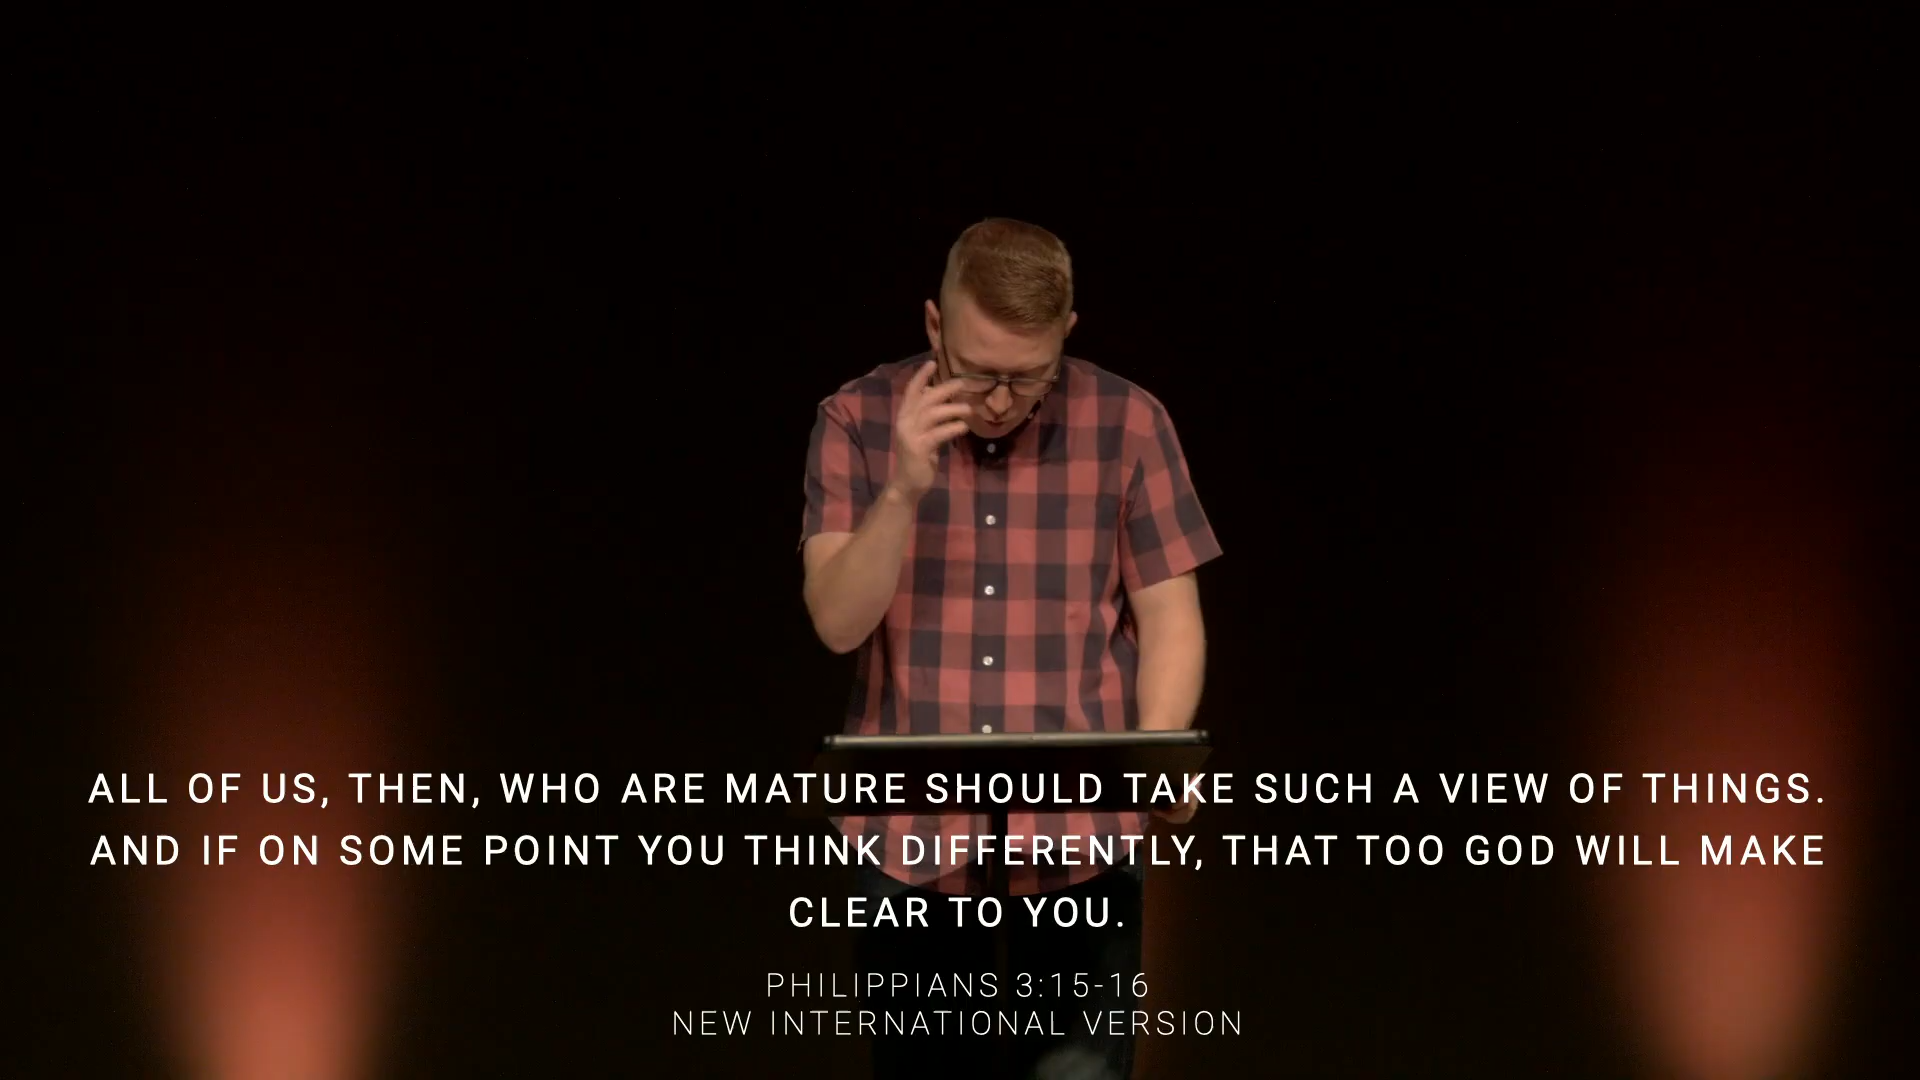 ALL OF US, THEN, WHO ARE MATURE SHOULD TAKE SUCH A VIEW OF THINGS.
AND IF ON SOME POINT YOU THINK DIFFERENTLY, THAT TOO GOD WILL MAKE
CLEAR TO YOU.
PHILIPPIANS 3:15-16
NEW INTERNATIONAL VERSION